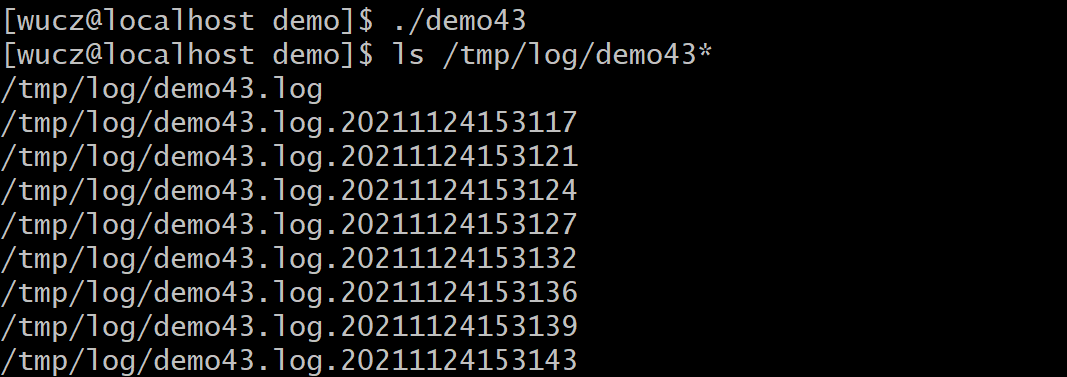 [wucz@localhost demo]$ ./demo43
[wucz@localhost demo]$ ls /tmp/log/demo43*
/tmp/log/demo43.log
/tmp/log/demo43.log.20211124153117
/tmp/log/demo43.log.20211124153121
/tmp/log/demo43.log.20211124153124
/tmp/log/demo43.log.20211124153127
/tmp/log/demo43.log.20211124153132
/tmp/log/demo43.log.20211124153136
/tmp/log/demo43.log.20211124153139
/tmp/log/demo43.log.20211124153143